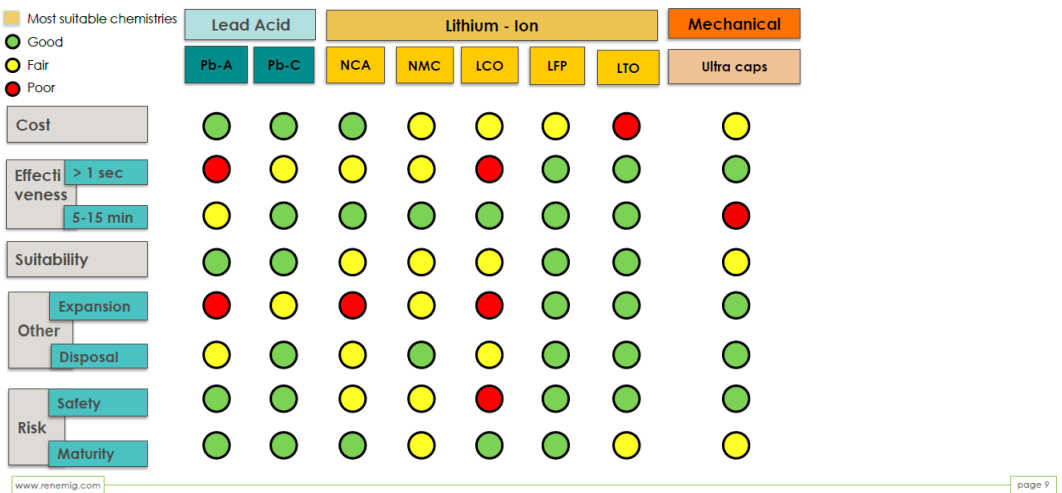 Most suitable chemistries
Good
Fair
Poor
Lead Acid
Lithium - Ion
Mechanical
Pb-A
Pb-C
NCA
NMC
LCO
LFP
LTO
Ultra caps
Cost
Effecti
veness
> 1 sec
5-15 min
Suitability
Other
Expansion
Disposal
Risk
Safety
Maturity
www.renemig.com
page 9